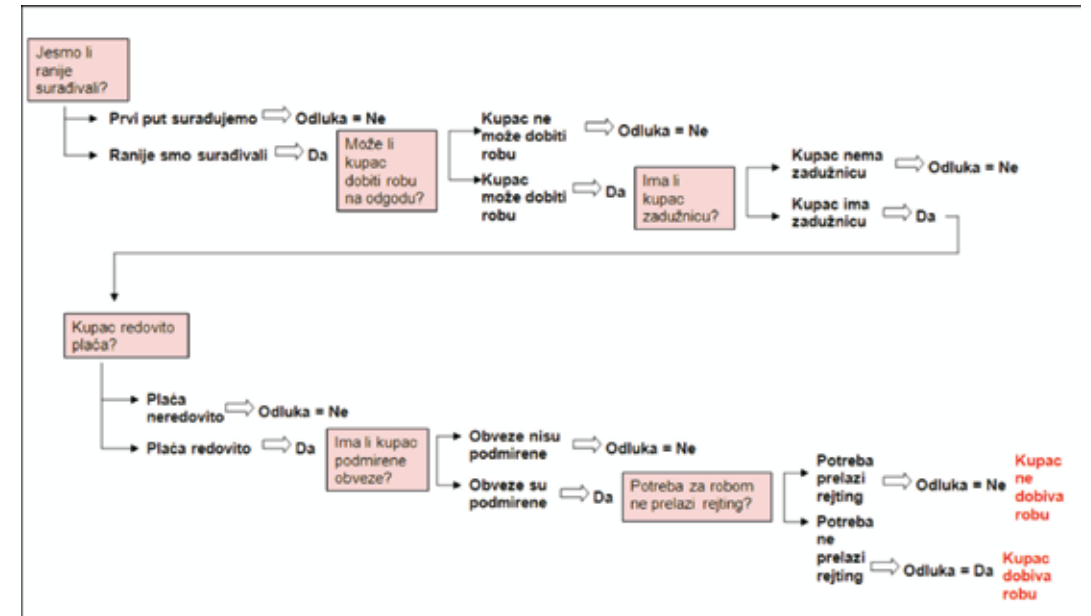 Jesmo li
ranije
surađivali?
Prvi put surađujemo
Odluka = Ne
Ranije smo surađivali
Da
Može li
kupac
dobiti robu
na odgodu?
Kupac ne
može dobiti
robu
Odluka = Ne
Kupac
može dobiti
robu
Da
Ima li
kupac
zadužnicu?
Kupac nema
zadužnicu
Odluka = Ne
Kupac ima
zadužnicu
Da
Kupac redovito
plaća?
Plaća
neredovito
Odluka = Ne
Plaća redovito
Da
Ima li kupac
podmirene
obveze?
Obveze nisu
podmirene
Odluka = Ne
Obveze su
podmirene
Da
Potreba za robom
ne prelazi rejting?
Potreba
prelazi
rejting
Odluka = Ne
Kupac
ne
dobiva
robu
Potreba
ne
prelazi
rejting
Odluka = Da
Kupac
dobiva
robu